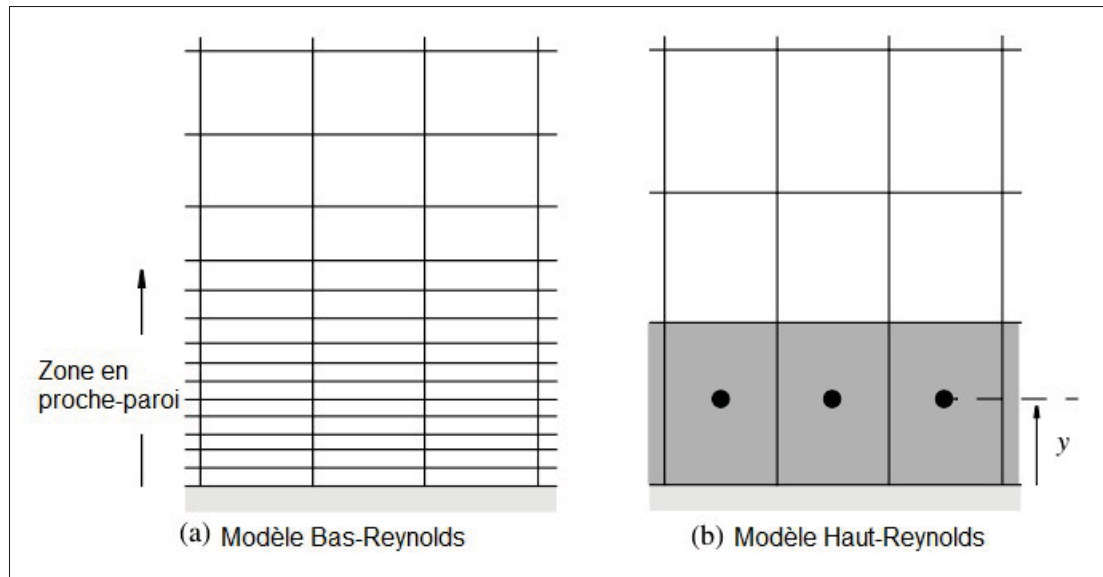 Zone en
proche-paroi
y
(a) Modèle Bas-Reynolds
(b) Modèle Haut-Reynolds